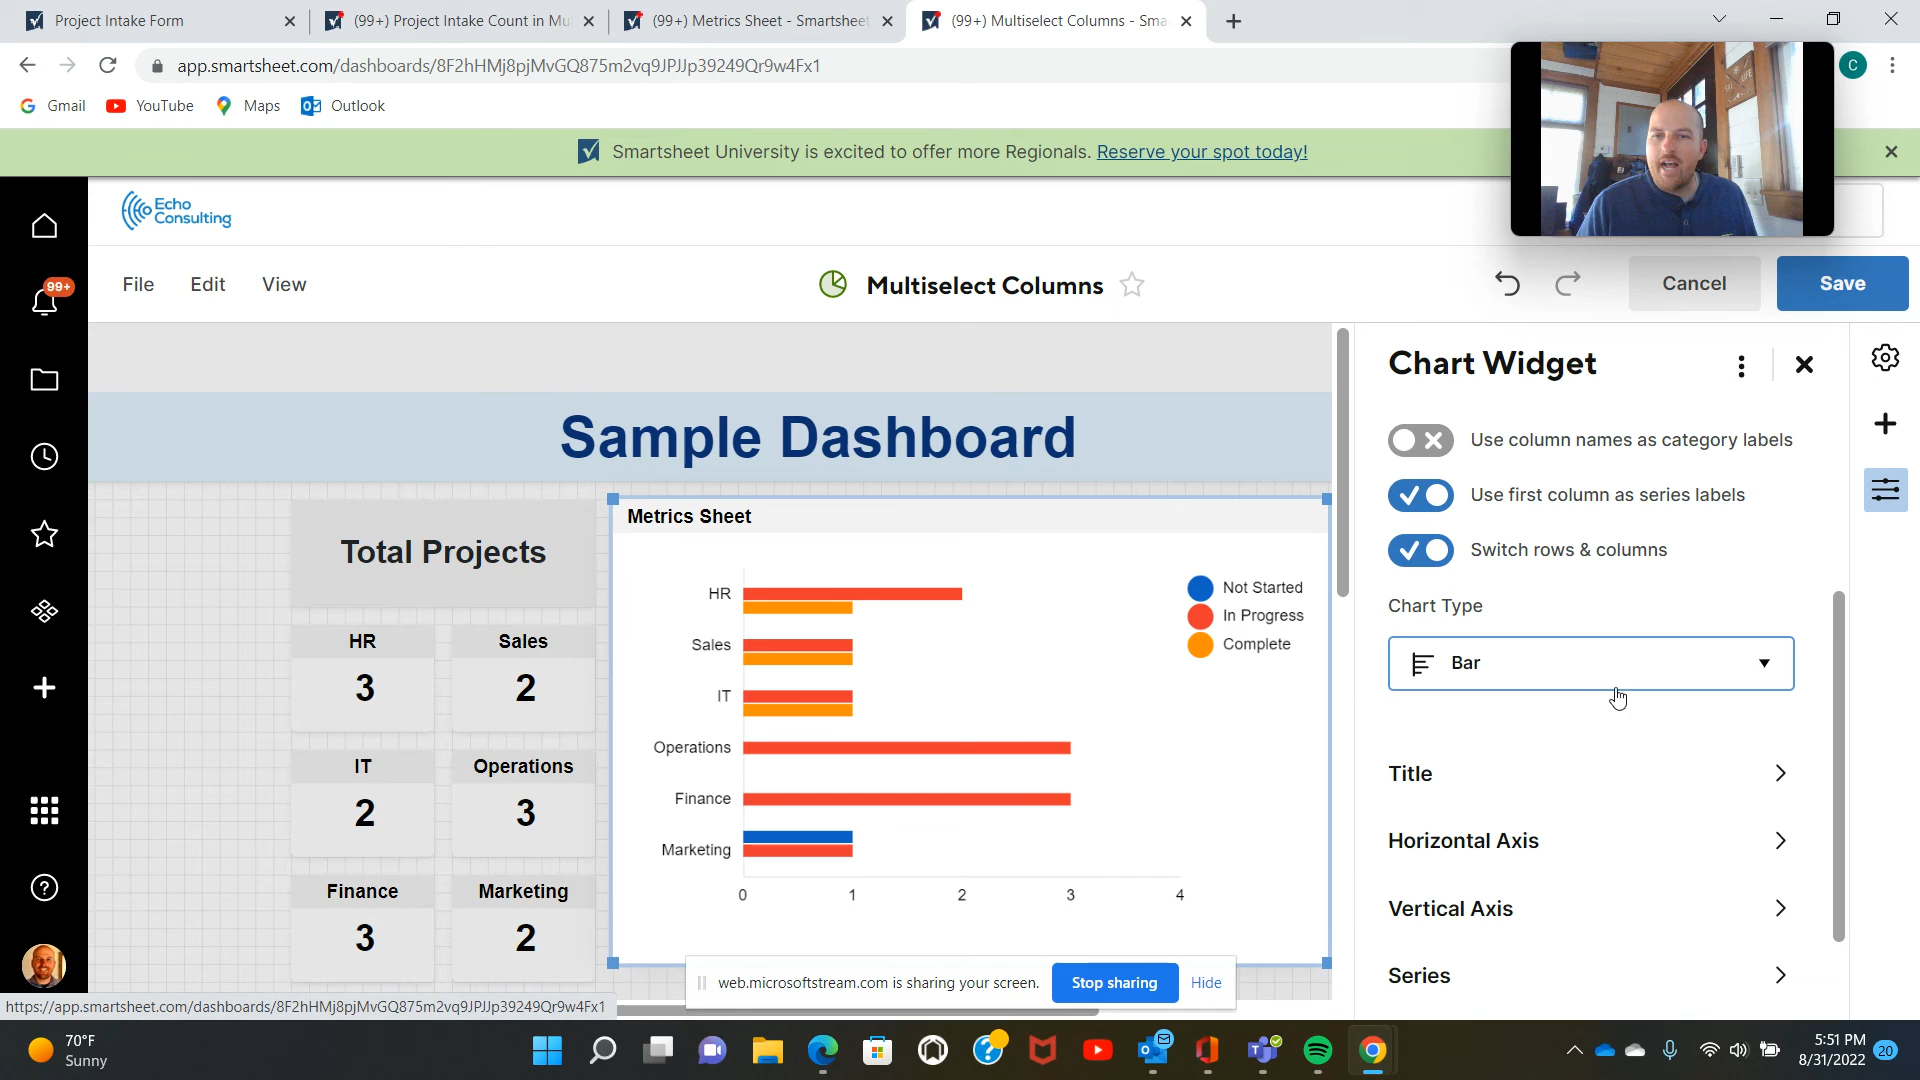 Project Intake Form
(99+) Project Intake Count in Mu
(99+) Metrics Sheet - Smartsheet
(99+) Multiselect Columns - Sma
app.smartsheet.com/dashboards/8F2hHMj8pjMvGQ875m2vq9JPJJp39249Qr9w4Fx1
C
Gmail
YouTube
Maps
Outlook
Smartsheet University is excited to offer more Regionals. Reserve your spot today!
Echo
Consulting
99+
File
Edit
View
Multiselect Columns
Cancel
Save
Sample Dashboard
Total Projects
HR
3
Sales
2
IT
2
Operations
3
Finance
3
Marketing
2
Metrics Sheet
HR
Sales
IT
Operations
Finance
Marketing
0 1 2 3 4
Not Started
In Progress
Complete
Chart Widget
Use column names as category labels
Use first column as series labels
Switch rows & columns
Chart Type
Bar
Title
Horizontal Axis
Vertical Axis
Series
web.microsoftstream.com is sharing your screen.
Stop sharing
Hide
https://app.smartsheet.com/dashboards/8F2hHMj8pjMvGQ875m2vq9JPJJp39249Qr9w4Fx1
70°F
Sunny
5:51 PM
8/31/2022
20